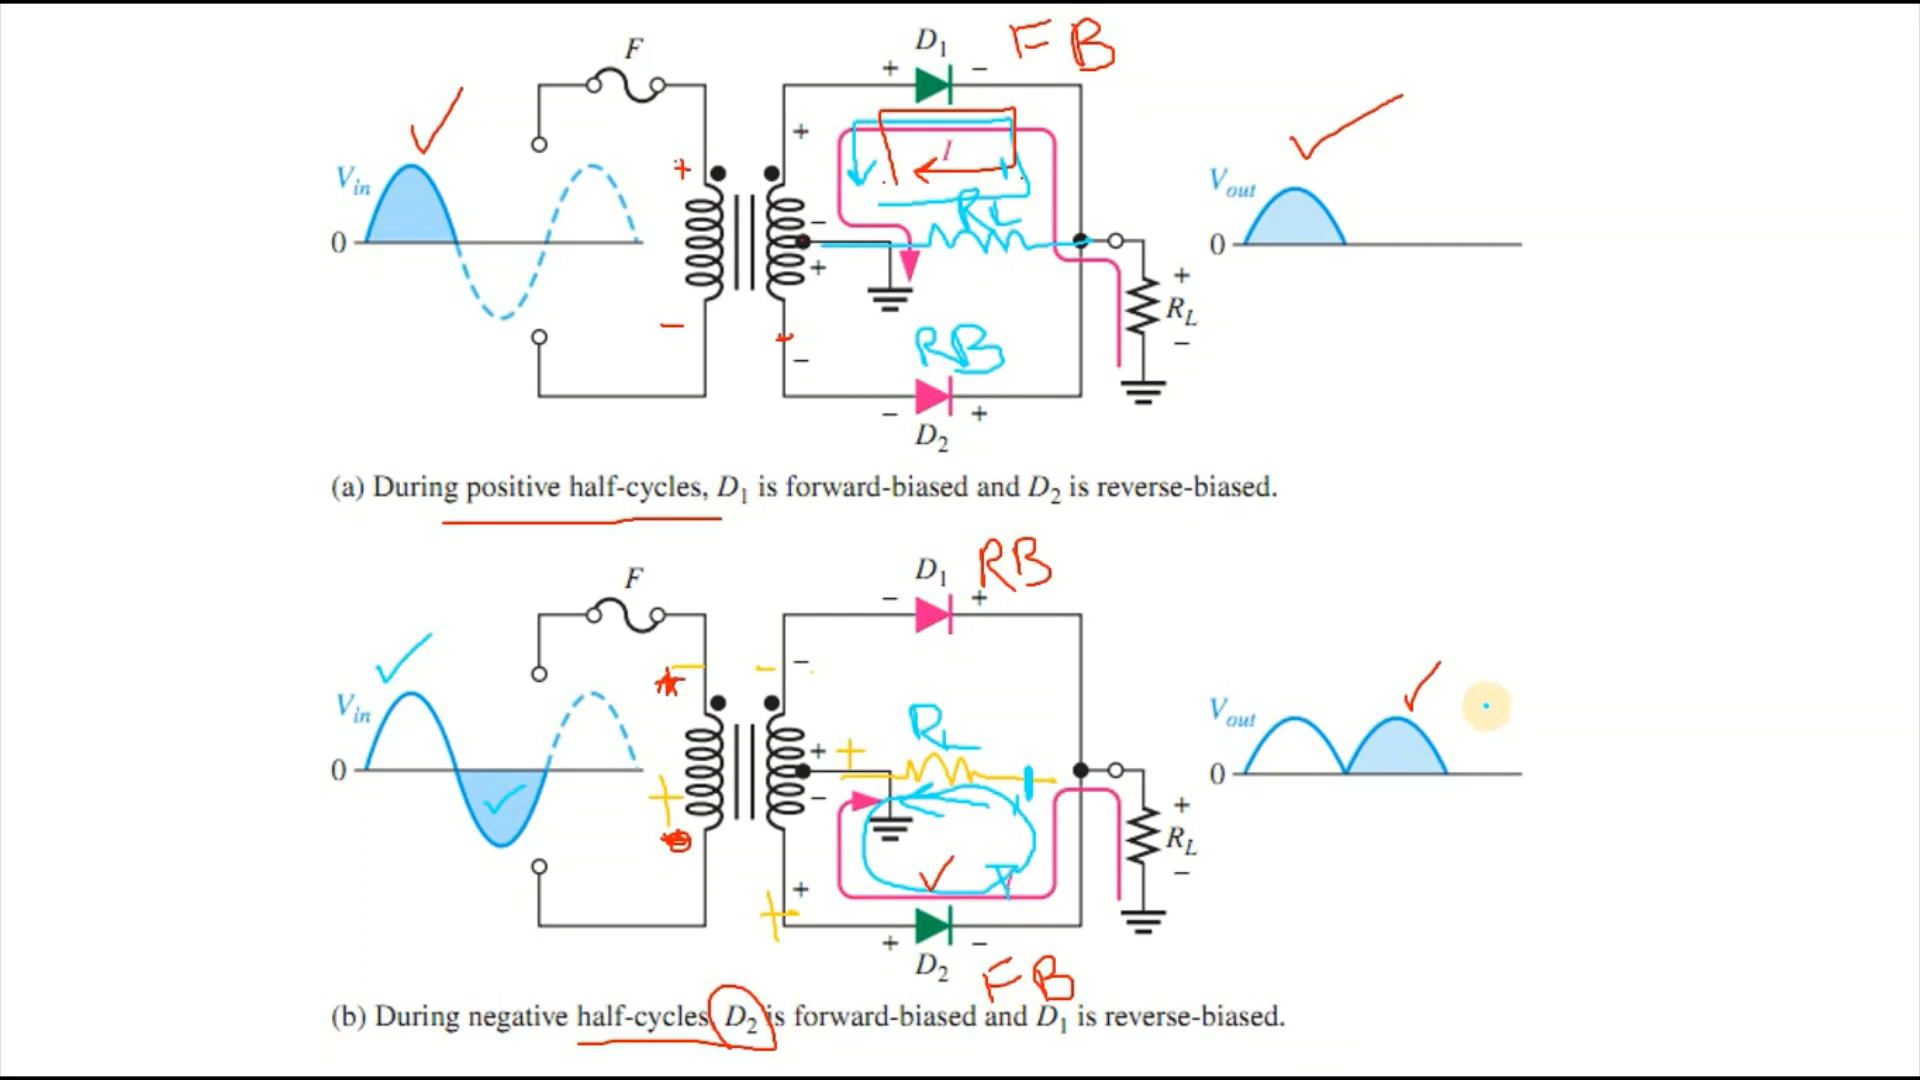 F
D1
FB
+
−
Vin
0
+
−
+
−
+
−
I
RL
+
RL
−
Vout
0
RB
−
+
D2
(a) During positive half-cycles, D1 is forward-biased and D2 is reverse-biased.
F
D1
RB
−
+
Vin
0
−
−
−
+
−
+
+
+
+
RL
+
RL
−
Vout
0
+
−
D2
FB
(b) During negative half-cycles, D2 is forward-biased and D1 is reverse-biased.